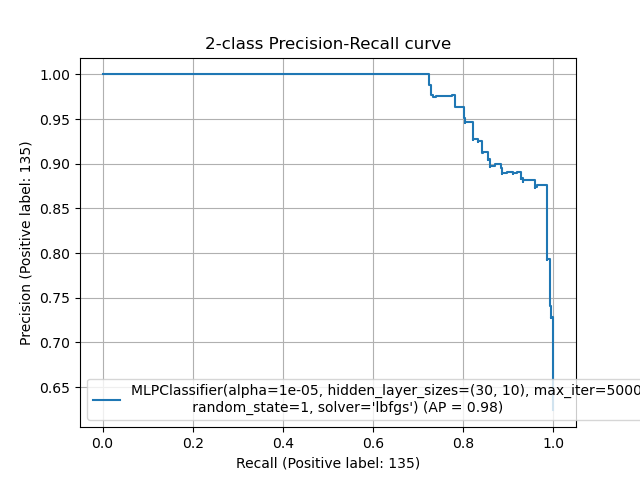 2-class Precision-Recall curve
1.00
0.95
0.90
0.85
0.80
0.75
0.70
0.65
Precision (Positive label: 135)
MLPClassifier(alpha=1e-05, hidden_layer_sizes=(30, 10), max_iter=5000
random_state=1, solver='lbfgs') (AP = 0.98)
0.0 0.2 0.4 0.6 0.8 1.0
Recall (Positive label: 135)